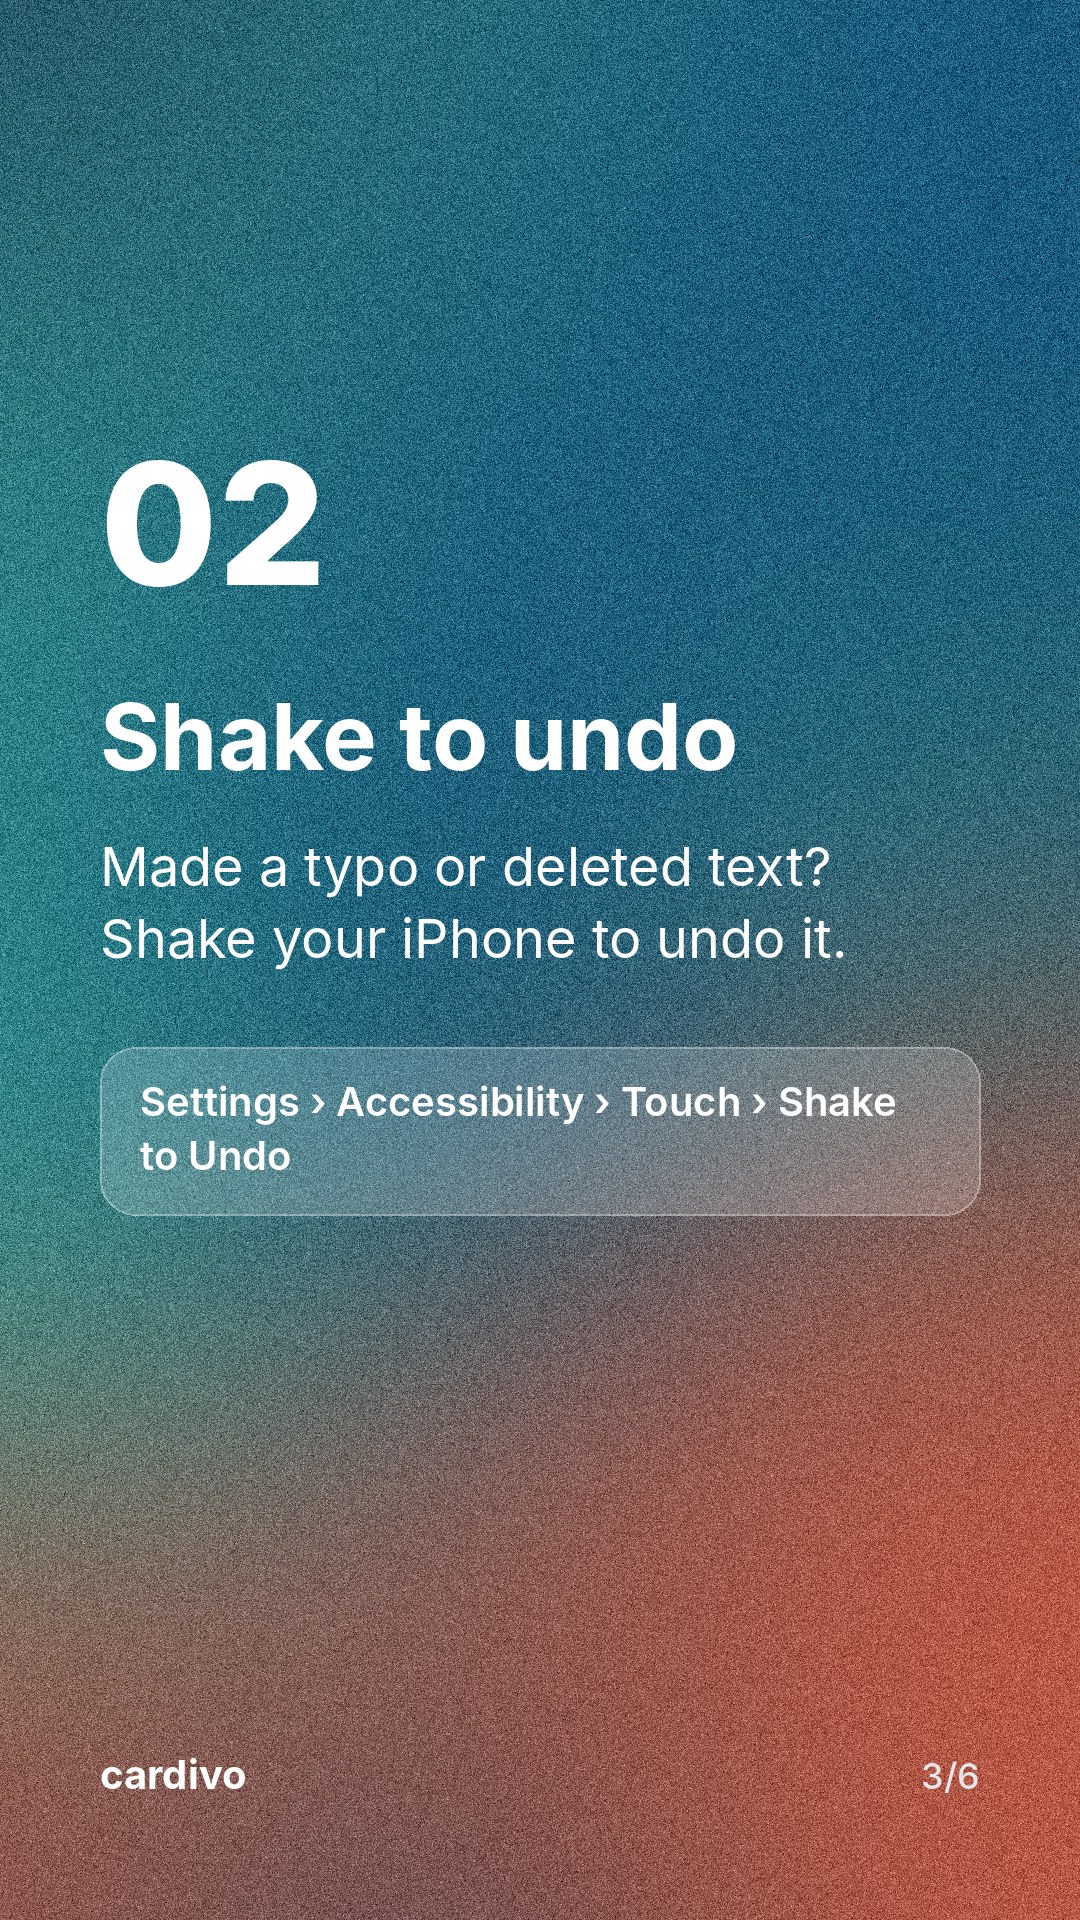 02
Shake to undo
Made a typo or deleted text?
Shake your iPhone to undo it.
Settings › Accessibility › Touch › Shake
to Undo
cardivo
3/6